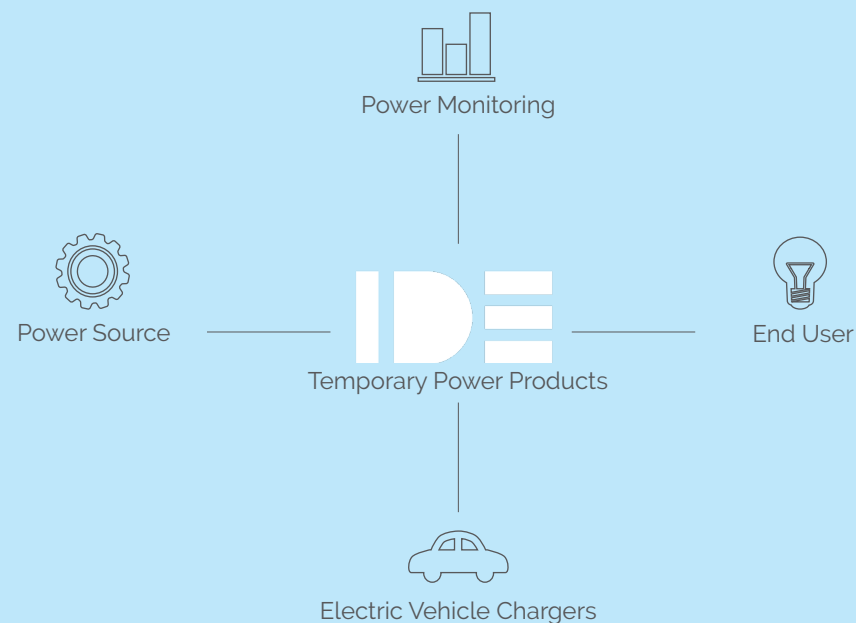 Power Monitoring
Power Source
IDE
End User
Temporary Power Products
Electric Vehicle Chargers